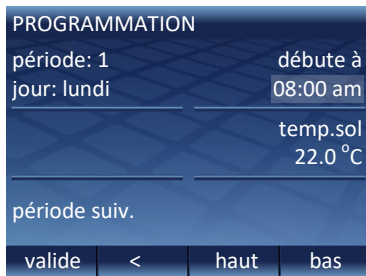 PROGRAMMATION
période: 1 débute à
jour: lundi 08:00 am
temp.sol
22.0 °C
période suiv.
valide < haut bas